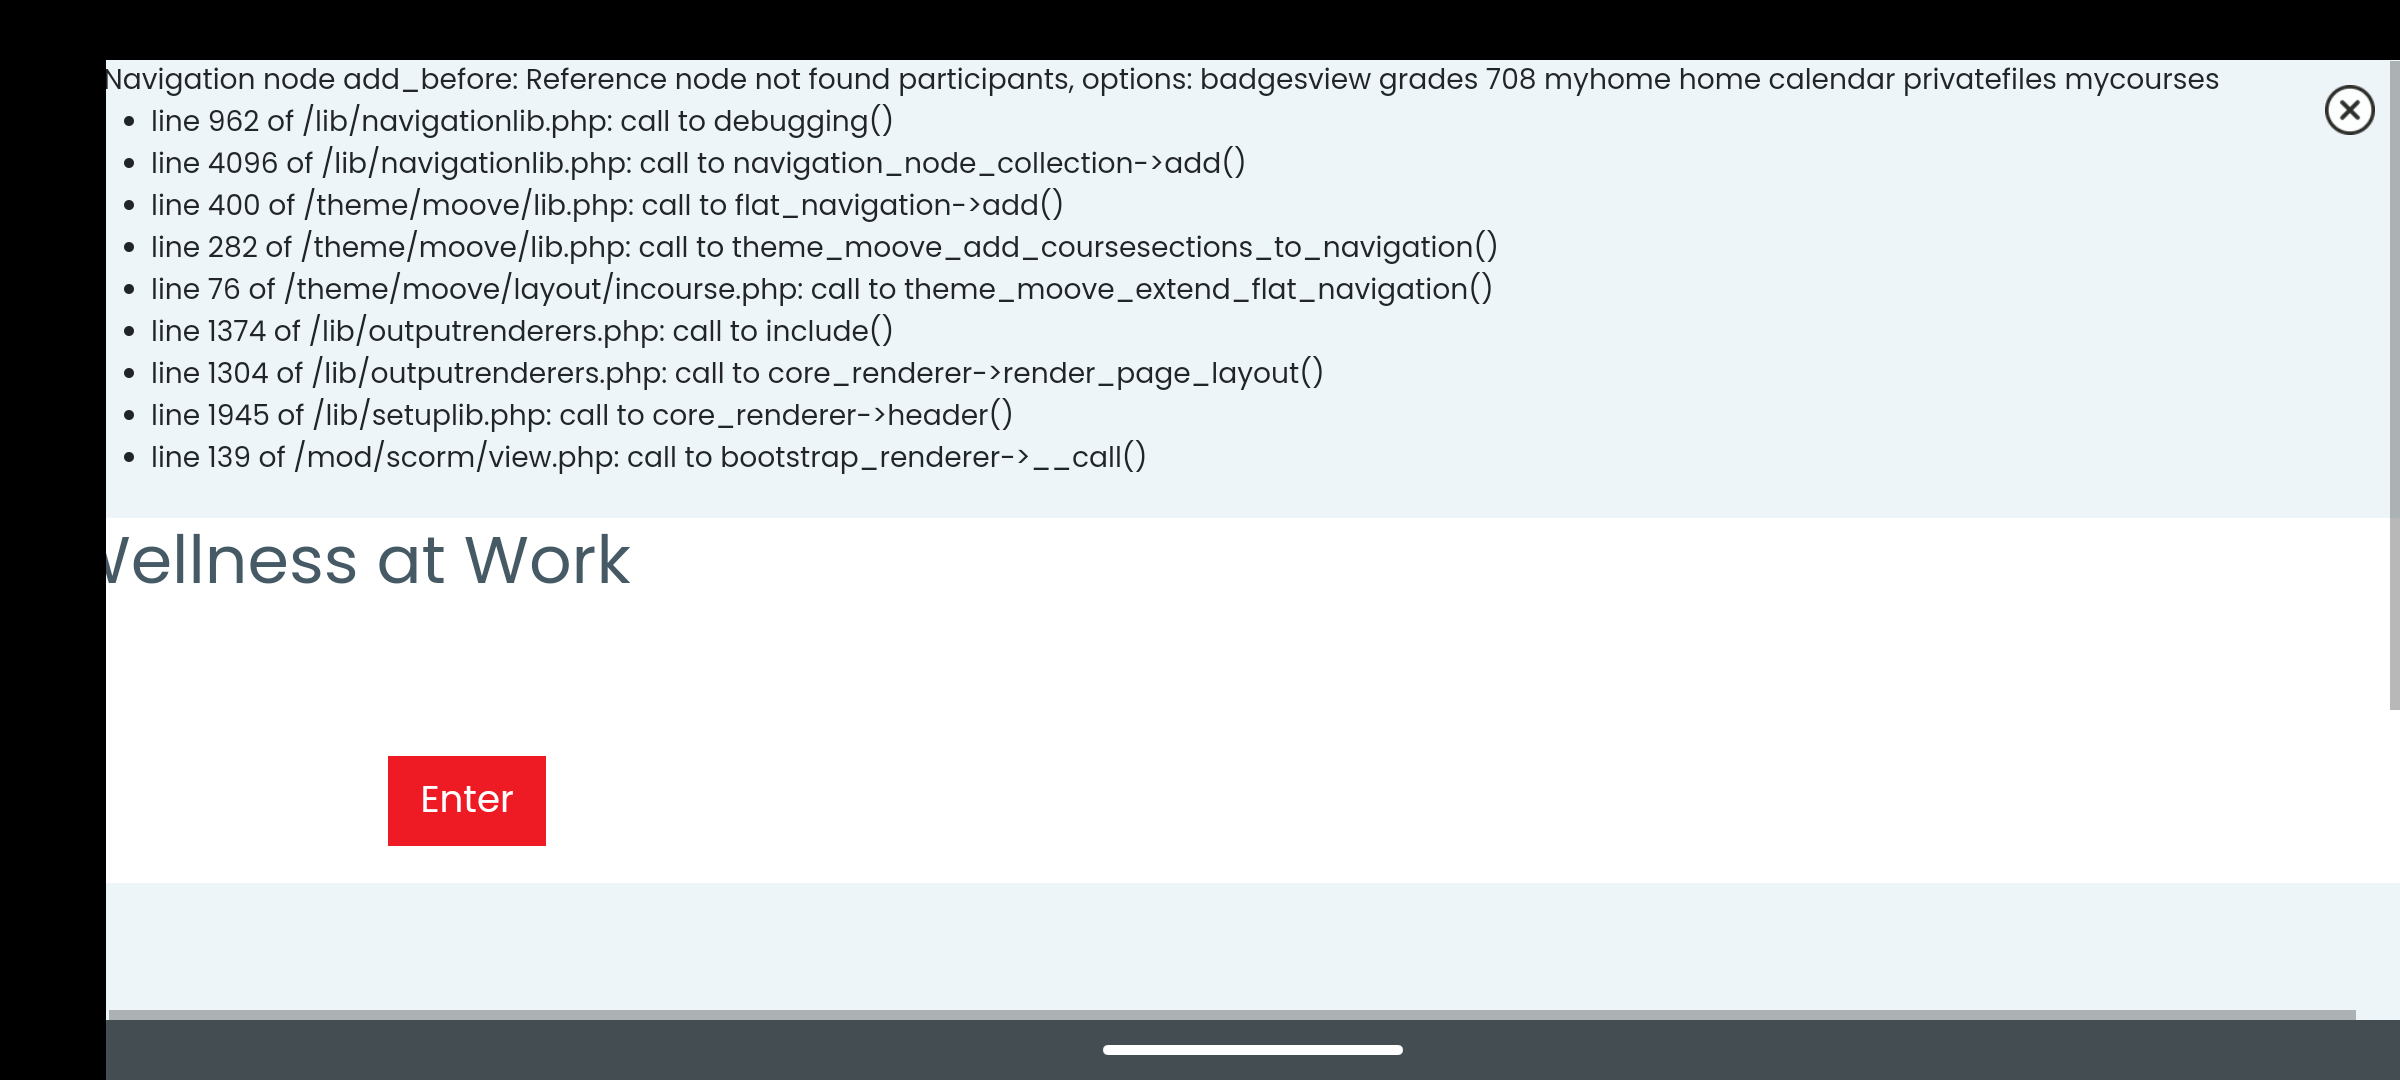 Navigation node add_before: Reference node not found participants, options: badgesview grades 708 myhome home calendar privatefiles mycourses
line 962 of /lib/navigationlib.php: call to debugging()
line 4096 of /lib/navigationlib.php: call to navigation_node_collection->add()
line 400 of /theme/moove/lib.php: call to flat_navigation->add()
line 282 of /theme/moove/lib.php: call to theme_moove_add_coursesections_to_navigation()
line 76 of /theme/moove/layout/incourse.php: call to theme_moove_extend_flat_navigation()
line 1374 of /lib/outputrenderers.php: call to include()
line 1304 of /lib/outputrenderers.php: call to core_renderer->render_page_layout()
line 1945 of /lib/setuplib.php: call to core_renderer->header()
line 139 of /mod/scorm/view.php: call to bootstrap_renderer->__call()
Wellness at Work
Enter